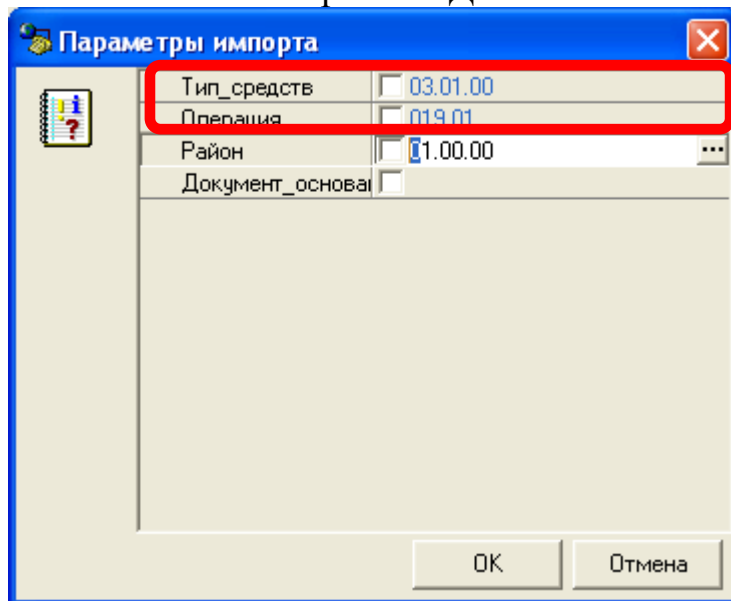 Параметры импорта
Тип_средств 03.01.00
Операция 019.01
Район 01.00.00 ...
Документ_основа
OK Отмена